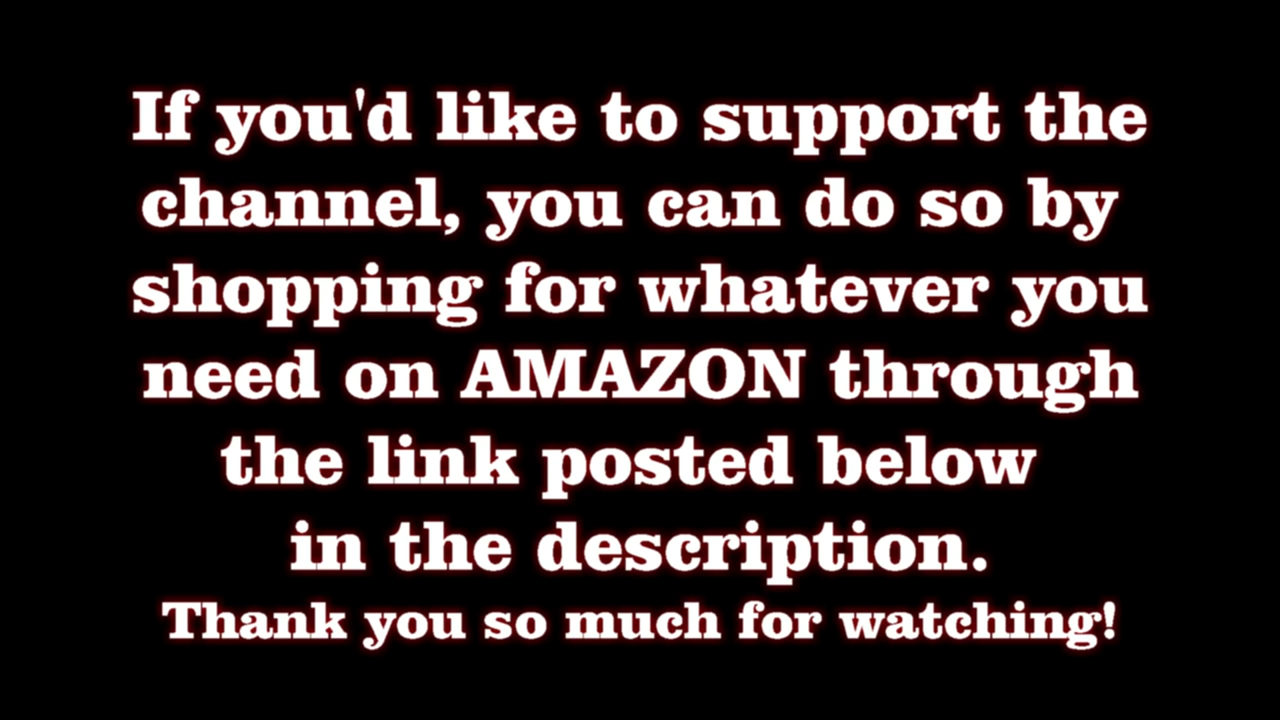 If you'd like to support the
channel, you can do so by
shopping for whatever you
need on AMAZON through
the link posted below
in the description.
Thank you so much for watching!